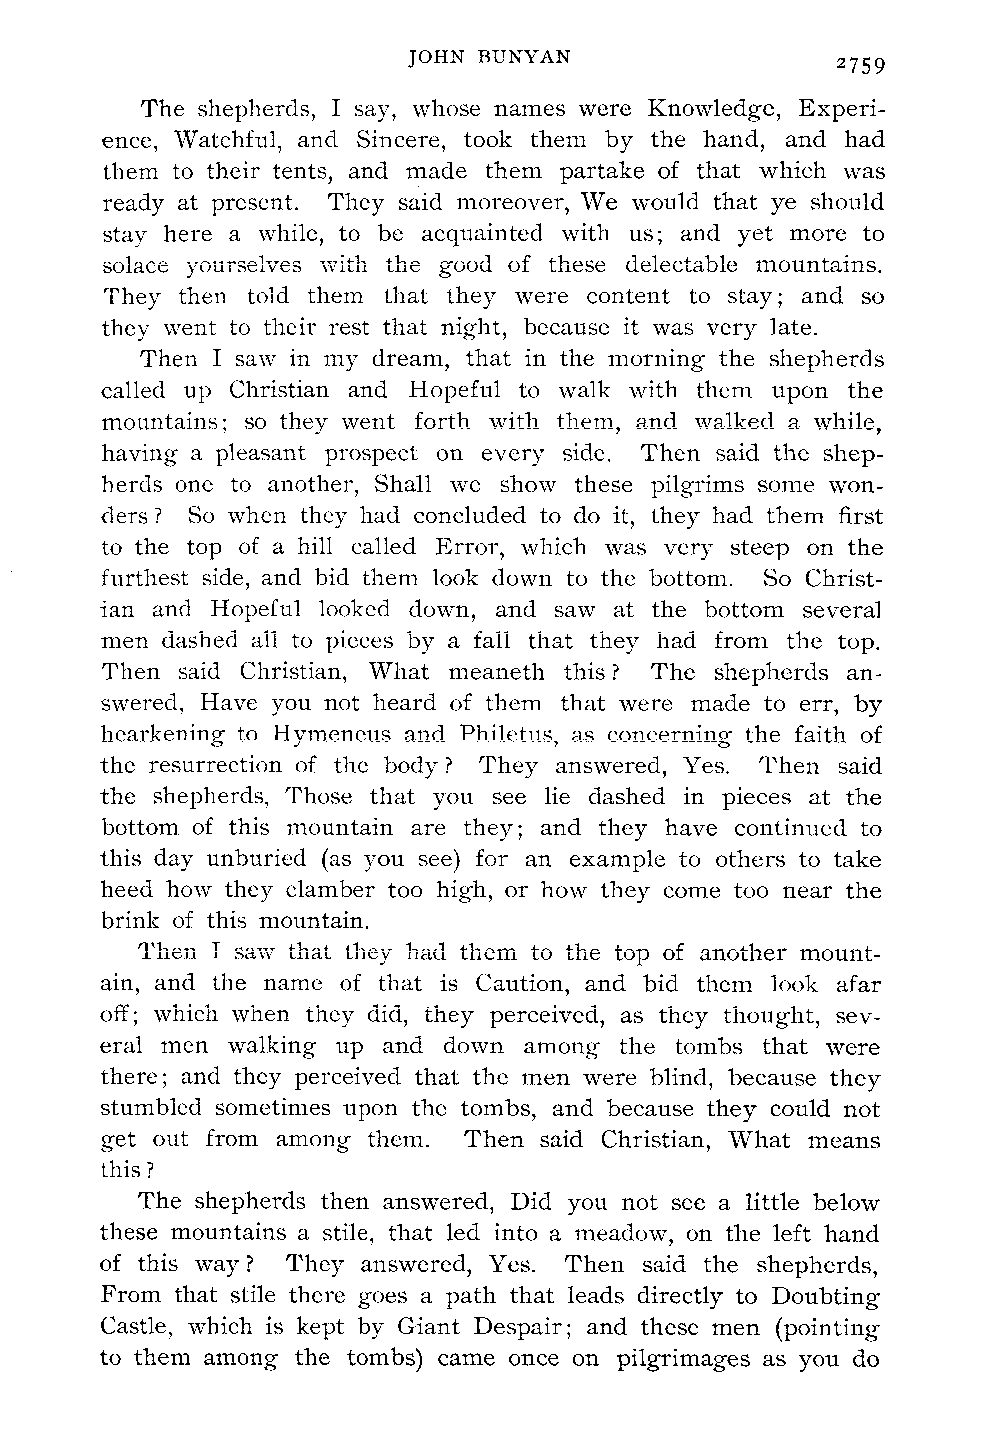 JOHN BUNYAN
2759
The shepherds, I say, whose names were Knowledge, Experi-
ence, Watchful, and Sincere, took them by the hand, and had
them to their tents, and made them partake of that which was
ready at present. They said moreover, We would that ye should
stay here a while, to be acquainted with us; and yet more to
solace yourselves with the good of these delectable mountains.
They then told them that they were content to stay; and so
they went to their rest that night, because it was very late.
Then I saw in my dream, that in the morning the shepherds
called up Christian and Hopeful to walk with them upon the
mountains; so they went forth with them, and walked a while,
having a pleasant prospect on every side. Then said the shep-
herds one to another, Shall we show these pilgrims some won-
ders? So when they had concluded to do it, they had them first
to the top of a hill called Error, which was very steep on the
furthest side, and bid them look down to the bottom. So Christ-
ian and Hopeful looked down, and saw at the bottom several
men dashed all to pieces by a fall that they had from the top.
Then said Christian, What meaneth this? The shepherds an-
swered, Have you not heard of them that were made to err, by
hearkening to Hymeneus and Philetus, as concerning the faith of
the resurrection of the body? They answered, Yes. Then said
the shepherds, Those that you see lie dashed in pieces at the
bottom of this mountain are they; and they have continued to
this day unburied (as you see) for an example to others to take
heed how they clamber too high, or how they come too near the
brink of this mountain.
Then I saw that they had them to the top of another mount-
ain, and the name of that is Caution, and bid them look afar
off; which when they did, they perceived, as they thought, sev-
eral men walking up and down among the tombs that were
there; and they perceived that the men were blind, because they
stumbled sometimes upon the tombs, and because they could not
get out from among them. Then said Christian, What means
this?
The shepherds then answered, Did you not see a little below
these mountains a stile, that led into a meadow, on the left hand
of this way? They answered, Yes. Then said the shepherds,
From that stile there goes a path that leads directly to Doubting
Castle, which is kept by Giant Despair; and these men (pointing
to them among the tombs) came once on pilgrimages as you do